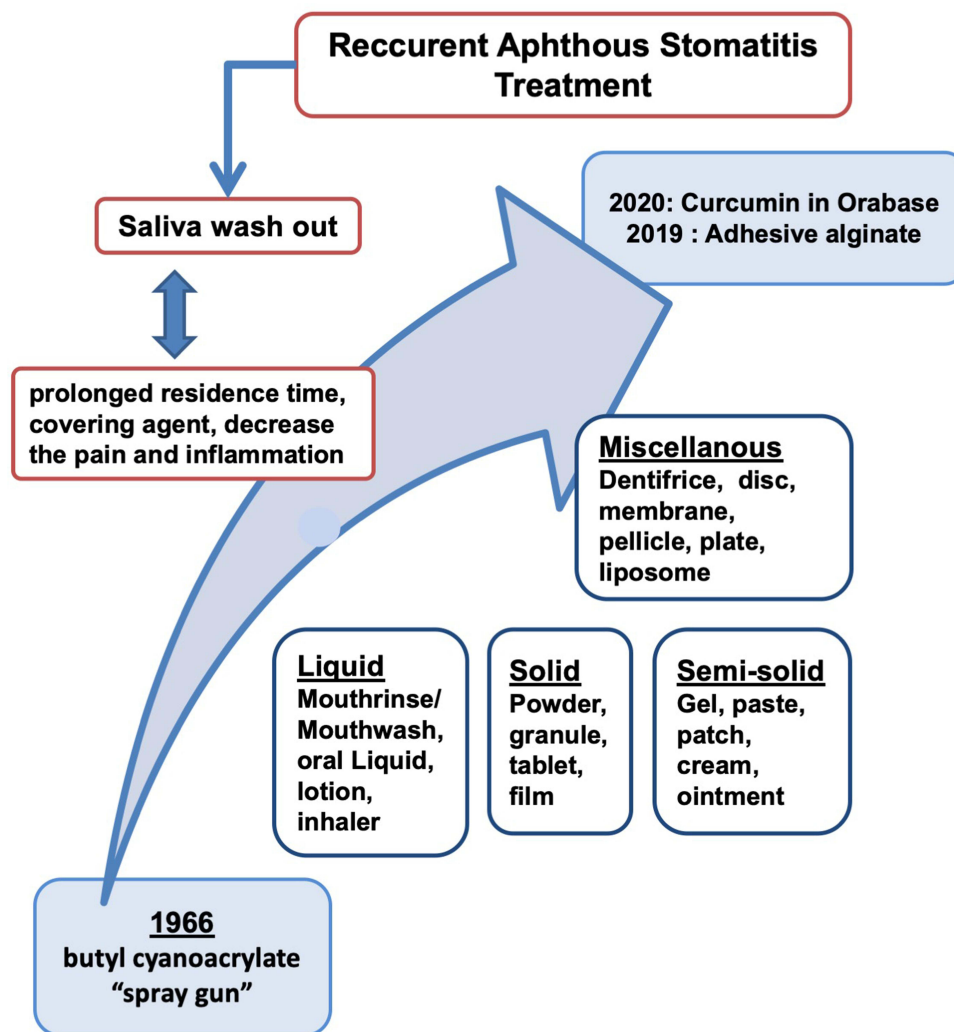 Reccurent Aphthous Stomatitis
Treatment
Saliva wash out
2020: Curcumin in Orabase
2019 : Adhesive alginate
prolonged residence time,
covering agent, decrease
the pain and inflammation
Miscellanous
Dentifrice, disc,
membrane,
pellicle, plate,
liposome
Liquid
Mouthrinse/
Mouthwash,
oral Liquid,
lotion,
inhaler
Solid
Powder,
granule,
tablet,
film
Semi-solid
Gel, paste,
patch,
cream,
ointment
1966
butyl cyanoacrylate
“spray gun”